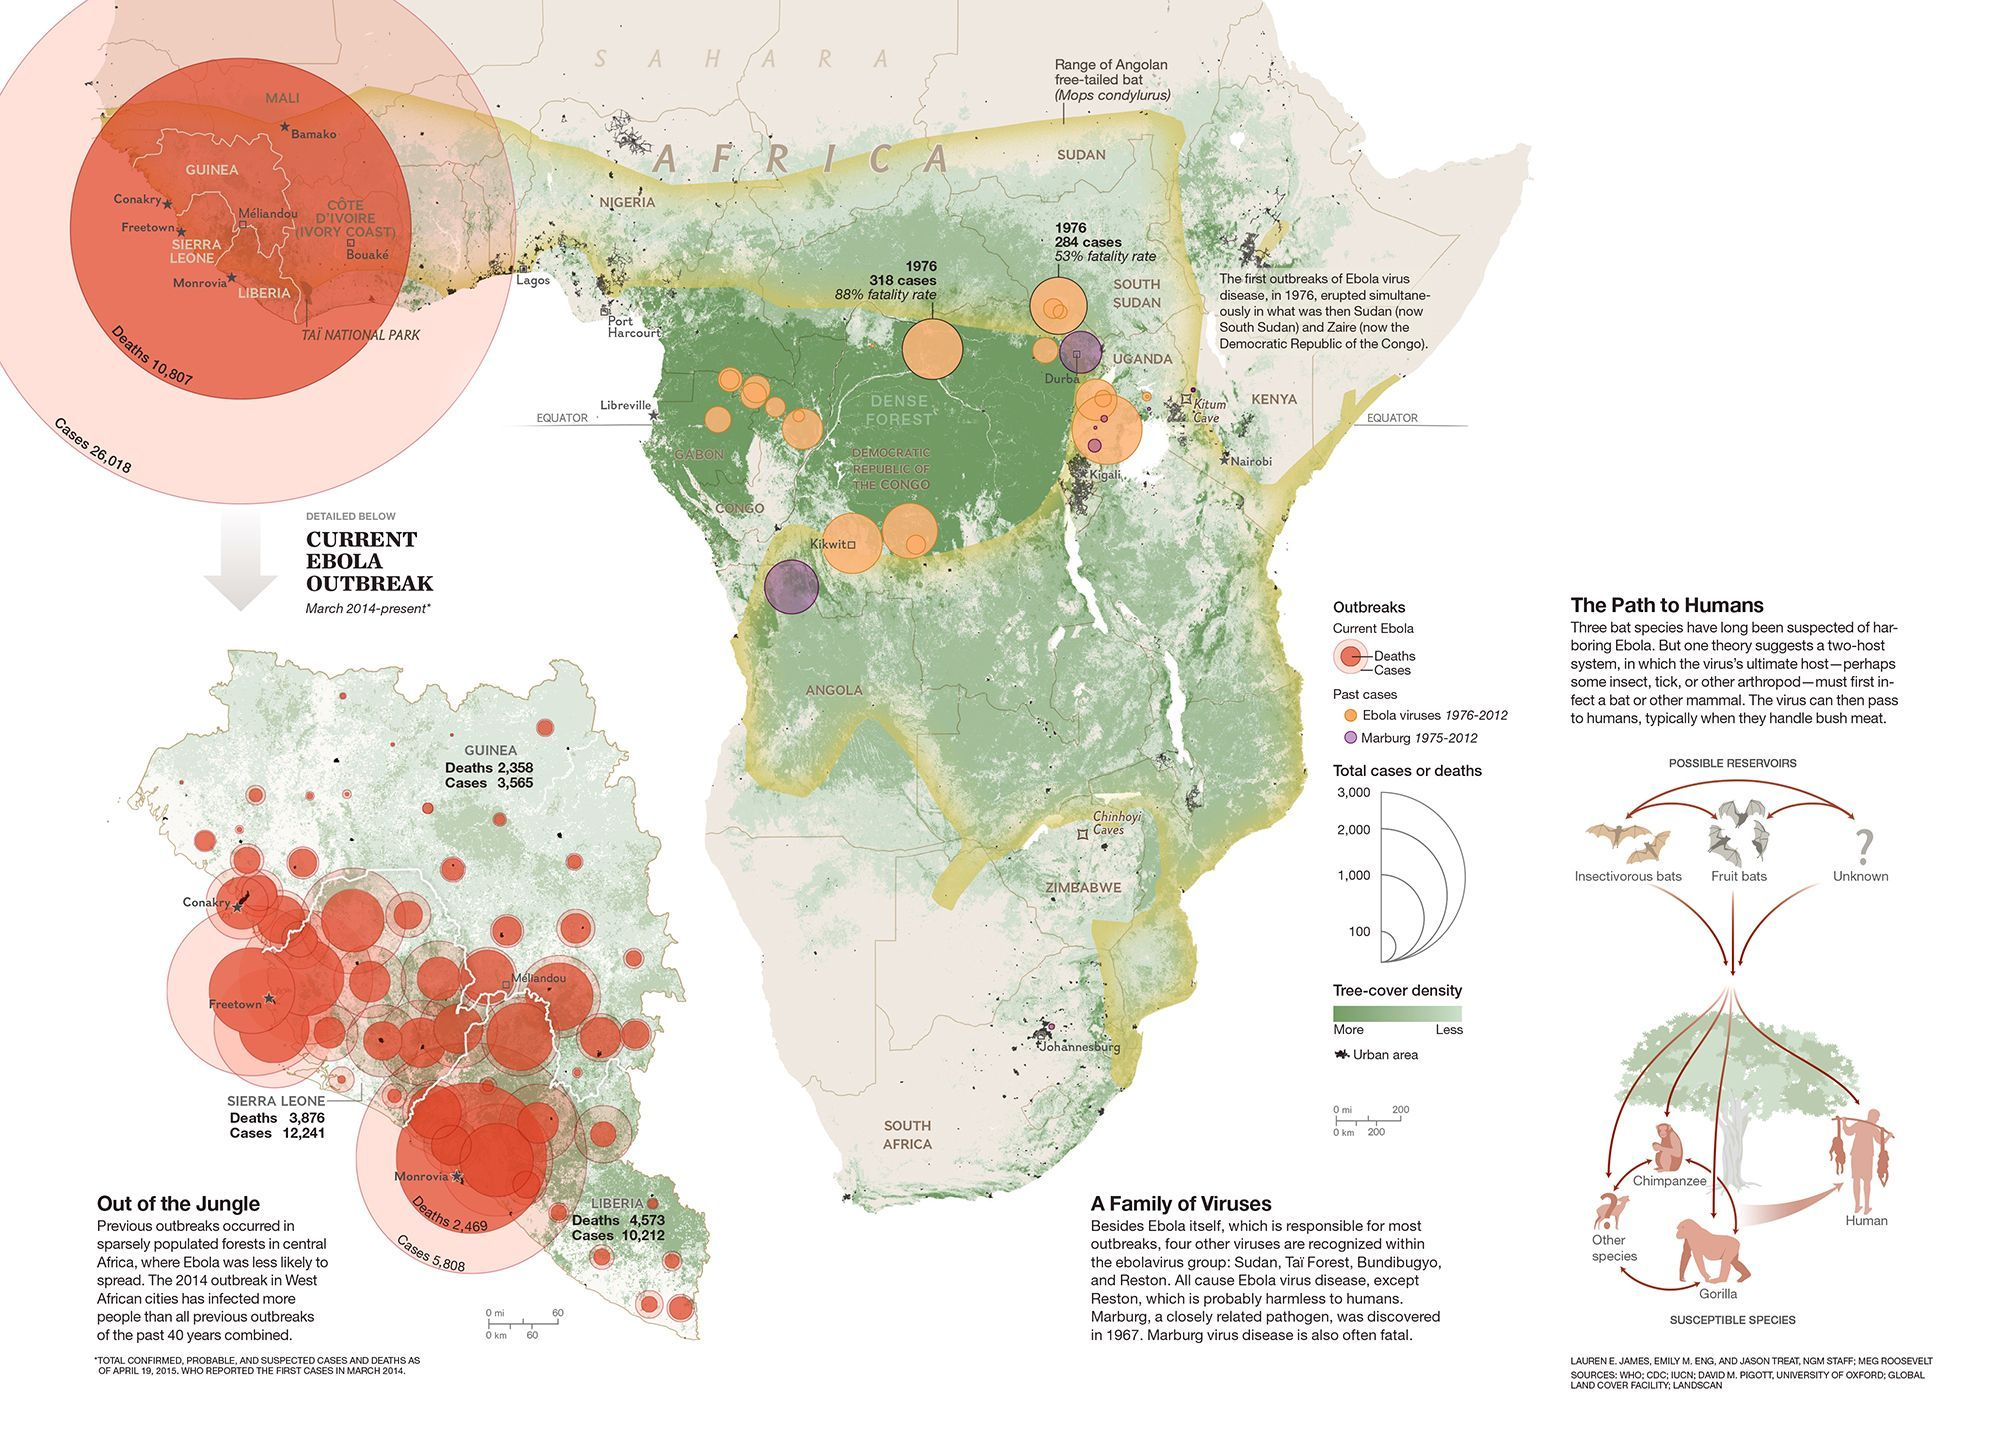 SAHARA
AFRICA
Range of Angolan
free-tailed bat
(Mops condylurus)
SUDAN
MALI
Bamako
GUINEA
Conakry
Méliandou
Freetown
SIERRA
LEONE
CÔTE
D'IVOIRE
(IVORY COAST)
Bouaké
Monrovia
LIBERIA
TAÏ NATIONAL PARK
Deaths 10,807
Cases 26,018
NIGERIA
Lagos
Port
Harcourt
1976
318 cases
88% fatality rate
1976
284 cases
53% fatality rate
SOUTH
SUDAN
The first outbreaks of Ebola virus
disease, in 1976, erupted simultane-
ously in what was then Sudan (now
South Sudan) and Zaire (now the
Democratic Republic of the Congo).
UGANDA
Durba
Libreville
EQUATOR
DENSE
FOREST
Kitum
Cave
KENYA
EQUATOR
GABON
DEMOCRATIC
REPUBLIC OF
THE CONGO
Kigali
Nairobi
CONGO
Kikwit
ANGOLA
Chinhoyi
Caves
ZIMBABWE
Johannesburg
SOUTH
AFRICA
DETAILED BELOW
CURRENT
EBOLA
OUTBREAK
March 2014-present*
GUINEA
Deaths 2,358
Cases 3,565
Conakry
Méliandou
Freetown
SIERRA LEONE
Deaths 3,876
Cases 12,241
Monrovia
Deaths 2,469
Cases 5,808
LIBERIA
Deaths 4,573
Cases 10,212
0 mi 60
0 km 60
Out of the Jungle
Previous outbreaks occurred in
sparsely populated forests in central
Africa, where Ebola was less likely to
spread. The 2014 outbreak in West
African cities has infected more
people than all previous outbreaks
of the past 40 years combined.
*TOTAL CONFIRMED, PROBABLE, AND SUSPECTED CASES AND DEATHS AS
OF APRIL 19, 2015. WHO REPORTED THE FIRST CASES IN MARCH 2014.
Outbreaks
Current Ebola
Deaths
Cases
Past cases
Ebola viruses 1976-2012
Marburg 1975-2012
Total cases or deaths
3,000
2,000
1,000
100
Tree-cover density
More Less
Urban area
0 mi 200
0 km 200
A Family of Viruses
Besides Ebola itself, which is responsible for most
outbreaks, four other viruses are recognized within
the ebolavirus group: Sudan, Taï Forest, Bundibugyo,
and Reston. All cause Ebola virus disease, except
Reston, which is probably harmless to humans.
Marburg, a closely related pathogen, was discovered
in 1967. Marburg virus disease is also often fatal.
The Path to Humans
Three bat species have long been suspected of har-
boring Ebola. But one theory suggests a two-host
system, in which the virus's ultimate host—perhaps
some insect, tick, or other arthropod—must first in-
fect a bat or other mammal. The virus can then pass
to humans, typically when they handle bush meat.
POSSIBLE RESERVOIRS
?
Insectivorous bats
Fruit bats
Unknown
Chimpanzee
?
Other
species
Human
Gorilla
SUSCEPTIBLE SPECIES
LAUREN E. JAMES, EMILY M. ENG, AND JASON TREAT, NGM STAFF; MEG ROOSEVELT
SOURCES: WHO; CDC; IUCN; DAVID M. PIGOTT, UNIVERSITY OF OXFORD; GLOBAL
LAND COVER FACILITY; LANDSCAN